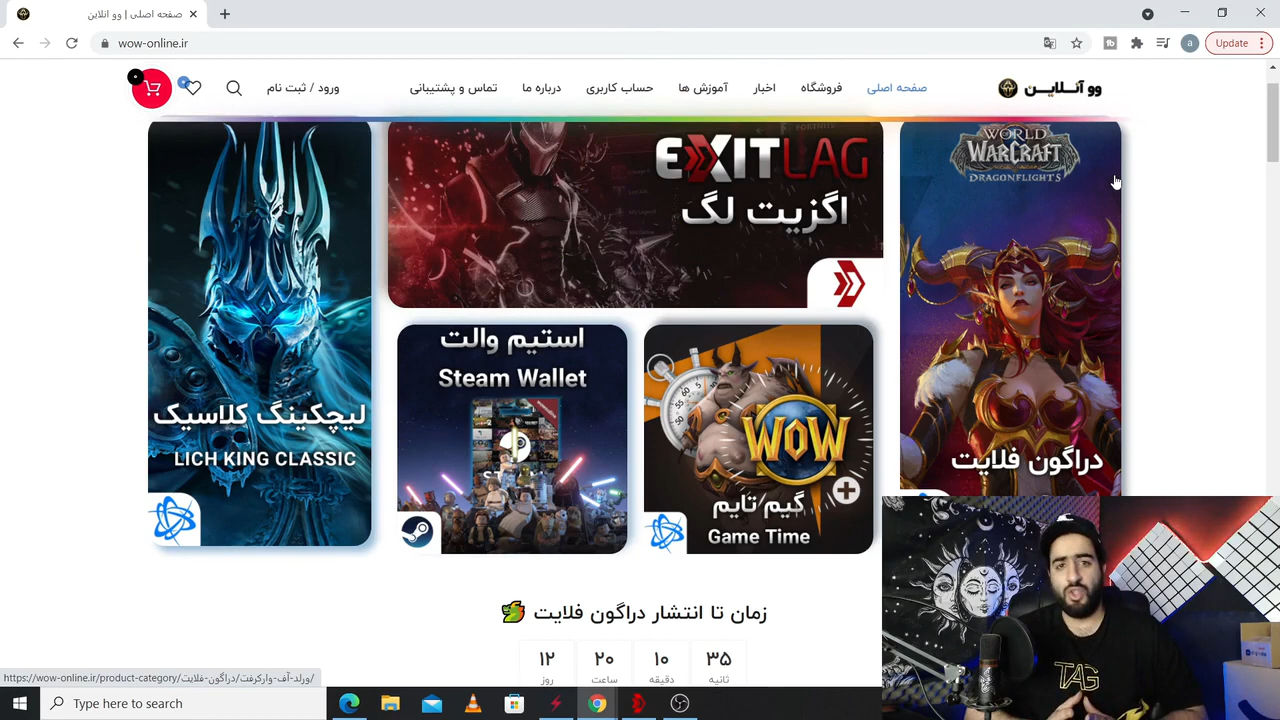 صفحه اصلی | وو آنلاین
wow-online.ir
Update
a
وو آنلاین
صفحه اصلی
فروشگاه
اخبار
آموزش ها
حساب کاربری
درباره ما
تماس و پشتیبانی
ورود / ثبت نام
WORLD
WARCRAFT
DRAGONFLIGHTS
دراگون فلایت
EXITLAG
اگزیت لگ
WOW
گیم تایم
Game Time
استیم والت
Steam Wallet
لیچکینگ کلاسیک
LICH KING CLASSIC
زمان تا انتشار دراگون فلایت
۳۵
ثانیه
۱۰
دقیقه
۲۰
ساعت
۱۲
روز
TAG
https://wow-online.ir/product-category/ورلد-آف-وارکرفت/دراگون-فلایت/
Type here to search